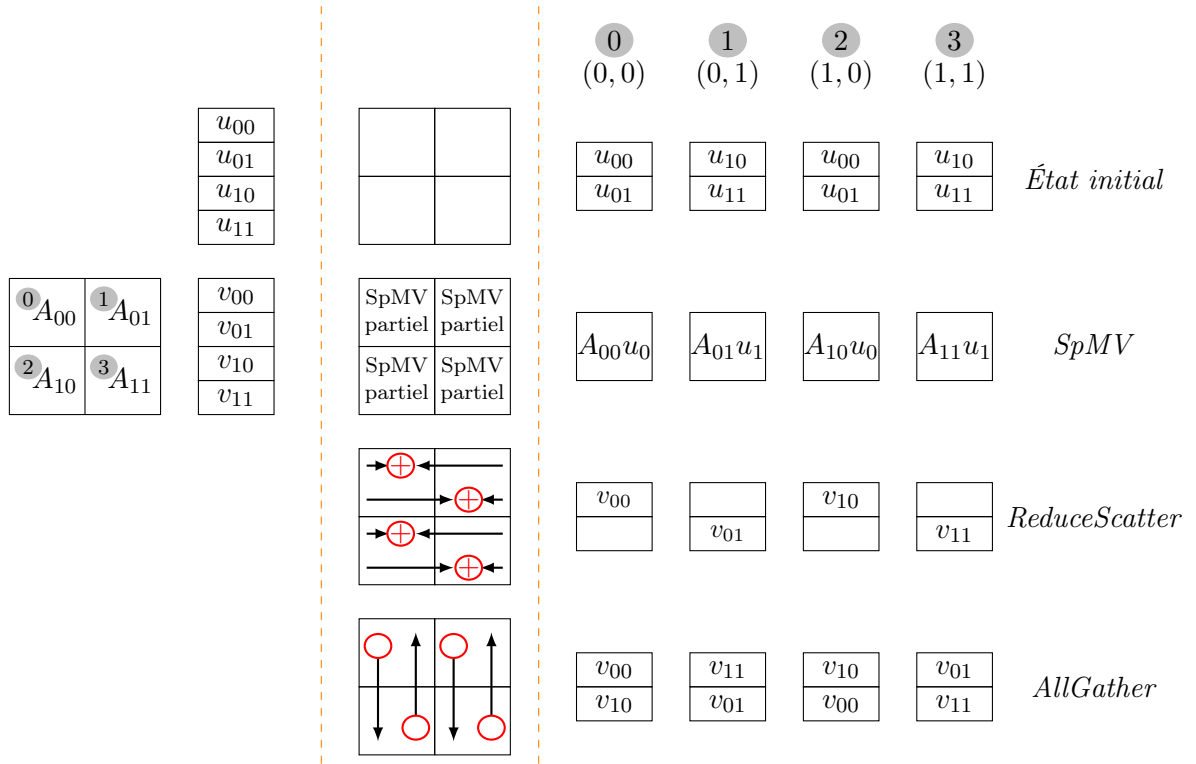 0 1 2 3
(0, 0) (0, 1) (1, 0) (1, 1)
u00
u01
u10
u11
u00 u10 u00 u10
u01 u11 u01 u11
État initial
0 A00 1 A01
2 A10 3 A11
v00
v01
v10
v11
SpMV SpMV
partiel partiel
SpMV SpMV
partiel partiel
A00u0 A01u1 A10u0 A11u1
SpMV
v00 v10
v01 v11
ReduceScatter
v00 v11 v10 v01
v10 v01 v00 v11
AllGather